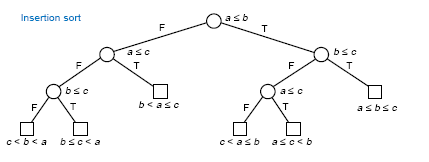 Insertion sort
a ≤ b
F T
a ≤ c b ≤ c
F T F T
b ≤ c b < a ≤ c a ≤ c a ≤ b ≤ c
F T F T
c < b < a b ≤ c < a c < a ≤ b a ≤ c < b